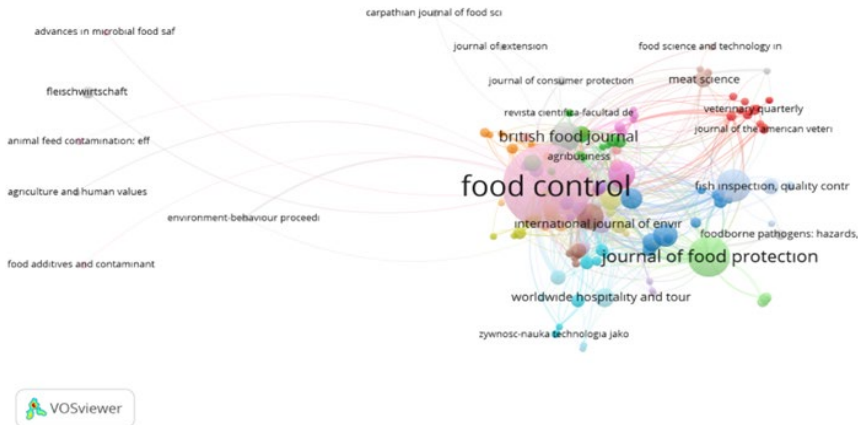 carpathian journal of food sci
advances in microbial food saf
journal of extension
food science and technology in
fleischwirtschaft
journal of consumer protection
meat science
revista cientifica-facultad de
veterinary quarterly
journal of the american veteri
animal feed contamination: eff
british food journal
agribusiness
food control
agriculture and human values
fish inspection, quality contr
environment-behaviour proceedi
international journal of envir
foodborne pathogens: hazards,
food additives and contaminant
journal of food protection
worldwide hospitality and tour
zywnosc-nauka technologia jako
VOSviewer